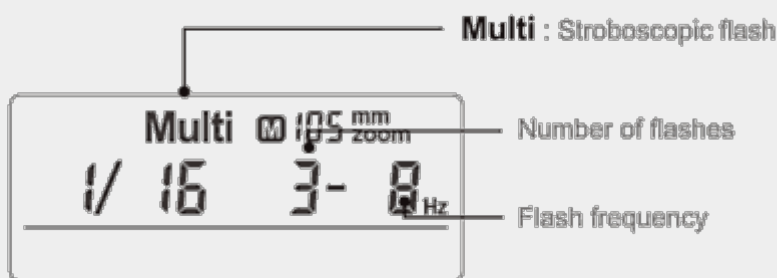 Multi : Stroboscopic flash
Multi M 105 mm zoom
Number of flashes
1/ 16 3- 8 Hz
Flash frequency